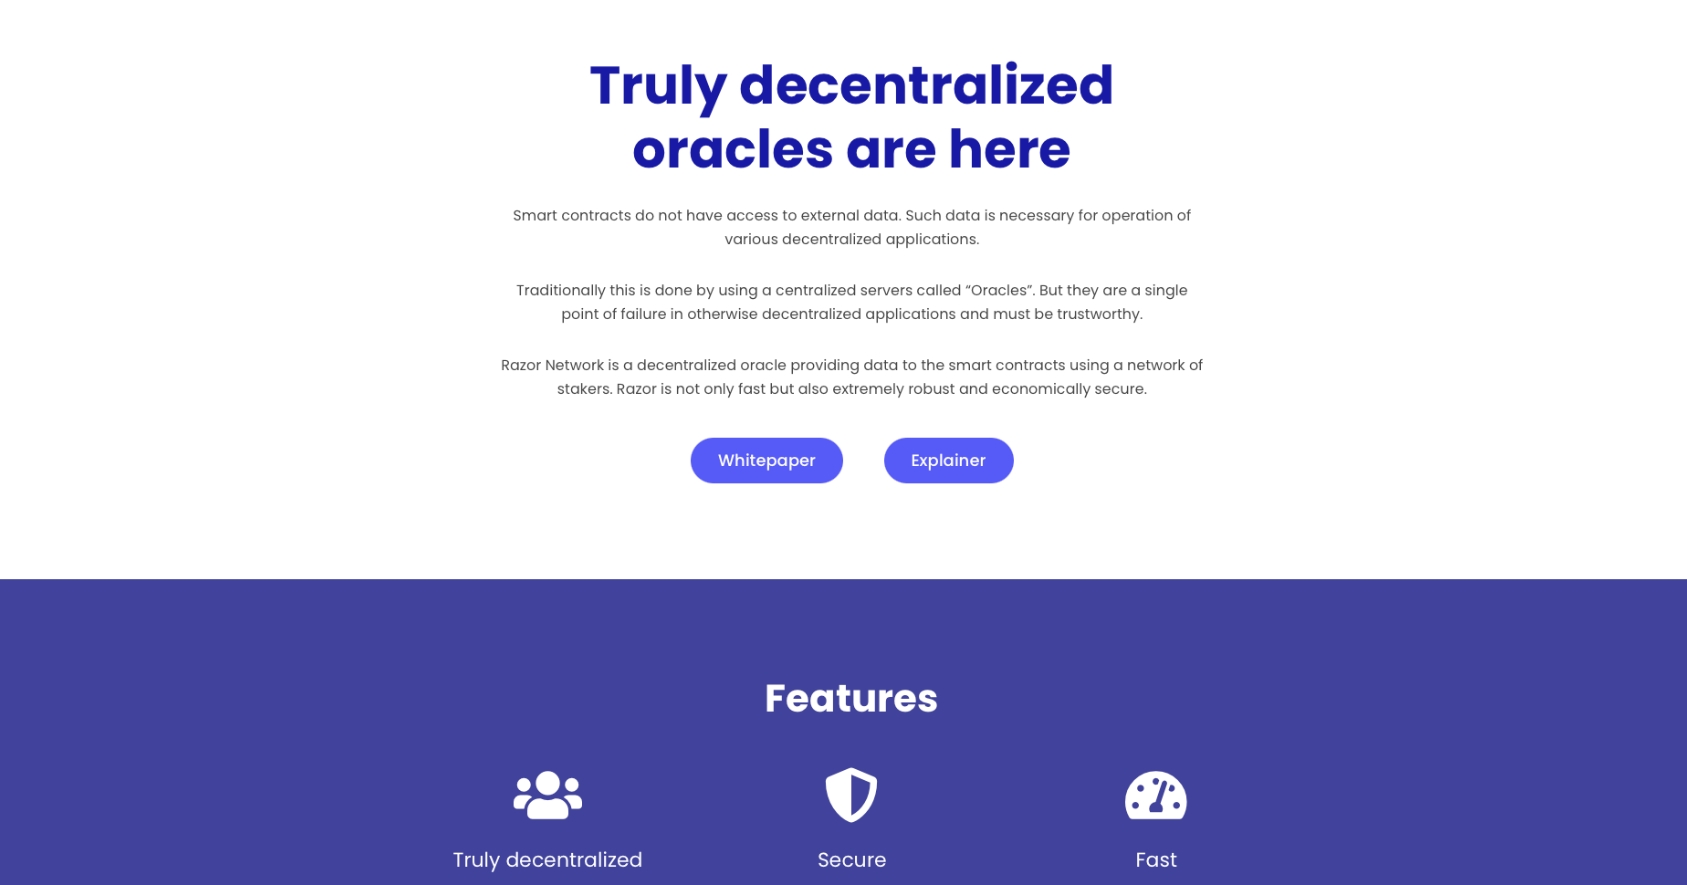 Truly decentralized
oracles are here
Smart contracts do not have access to external data. Such data is necessary for operation of
various decentralized applications.
Traditionally this is done by using a centralized servers called “Oracles”. But they are a single
point of failure in otherwise decentralized applications and must be trustworthy.
Razor Network is a decentralized oracle providing data to the smart contracts using a network of
stakers. Razor is not only fast but also extremely robust and economically secure.
Whitepaper Explainer
Features
Truly decentralized Secure Fast